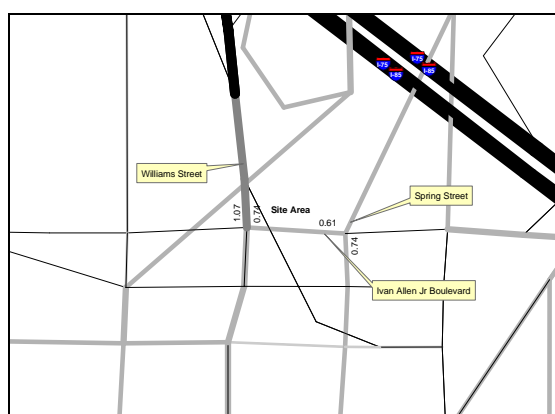 I-75
I-75
I-85
I-85
Williams Street
Spring Street
Site Area
1.07
0.74
0.61
0.74
Ivan Allen Jr Boulevard